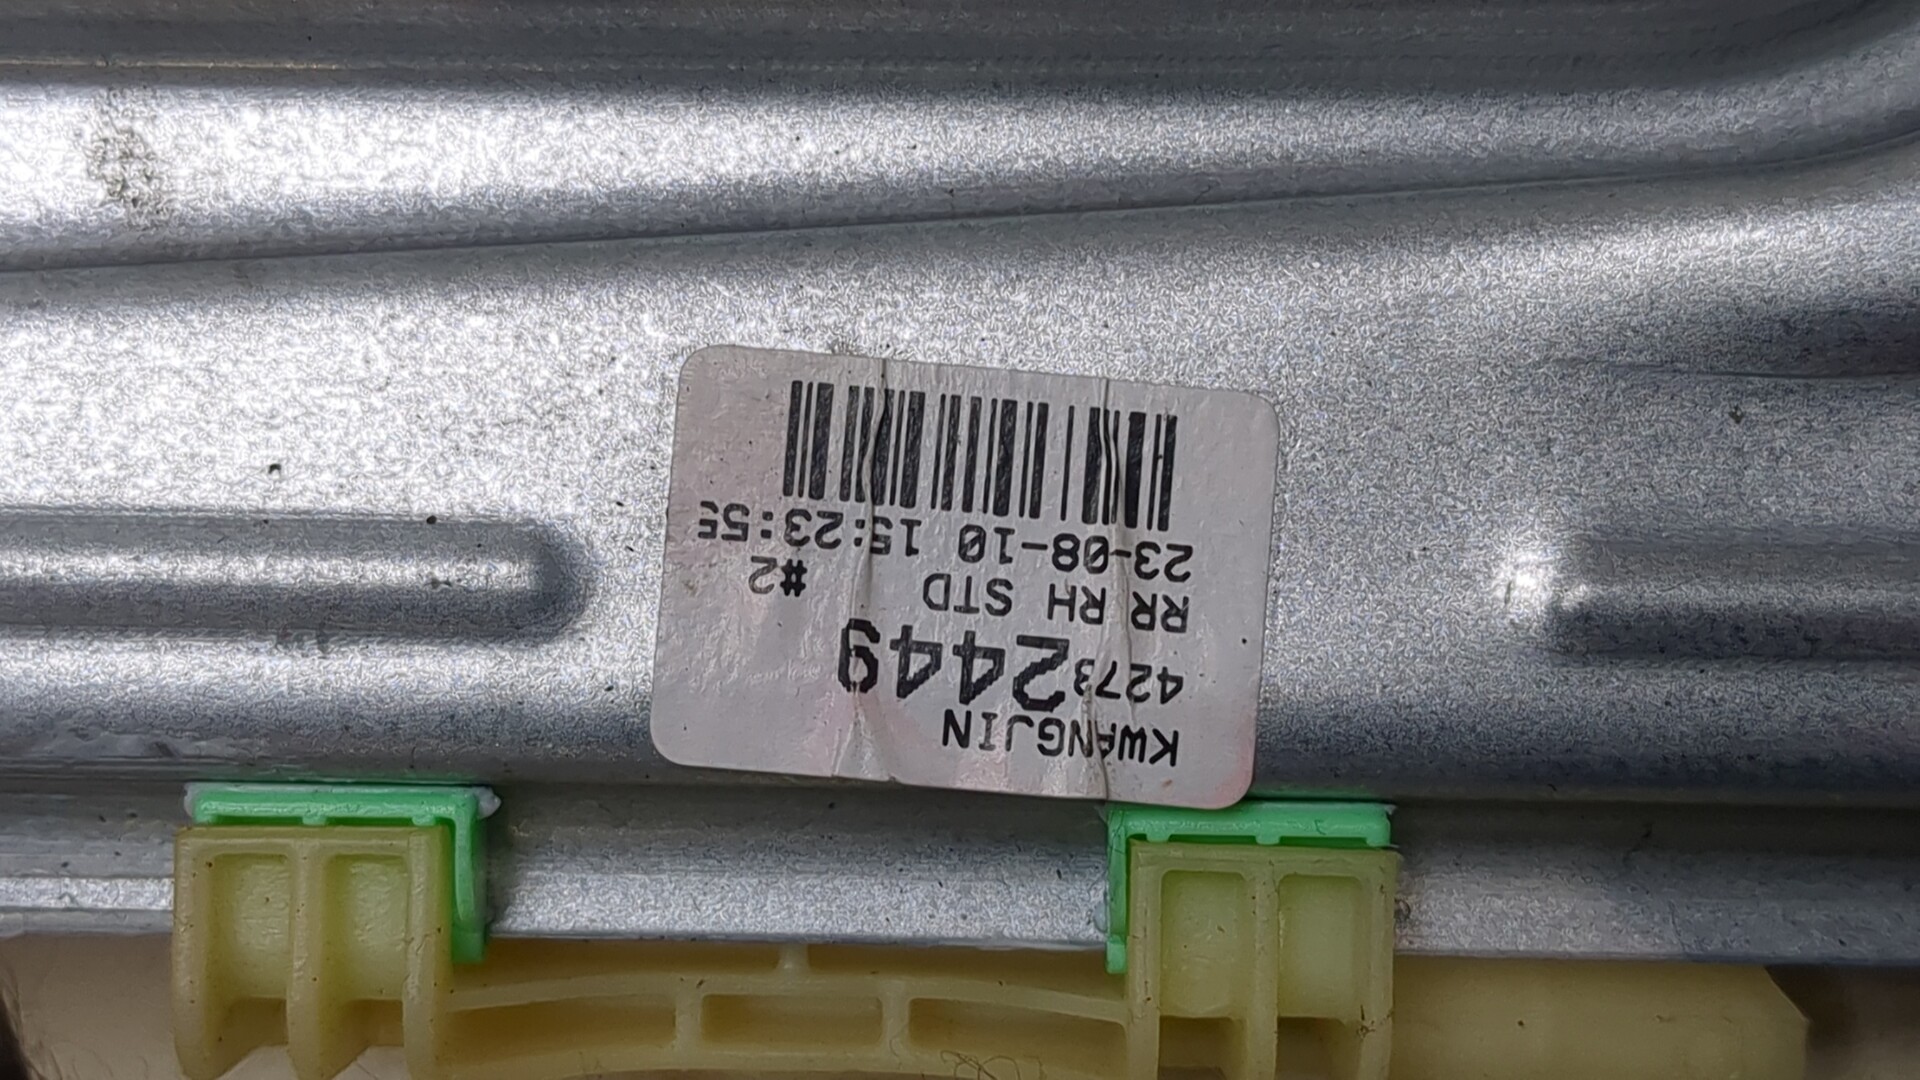 KWANGJIN
42732449
RR RH STD #2
23-08-10 15:23:55